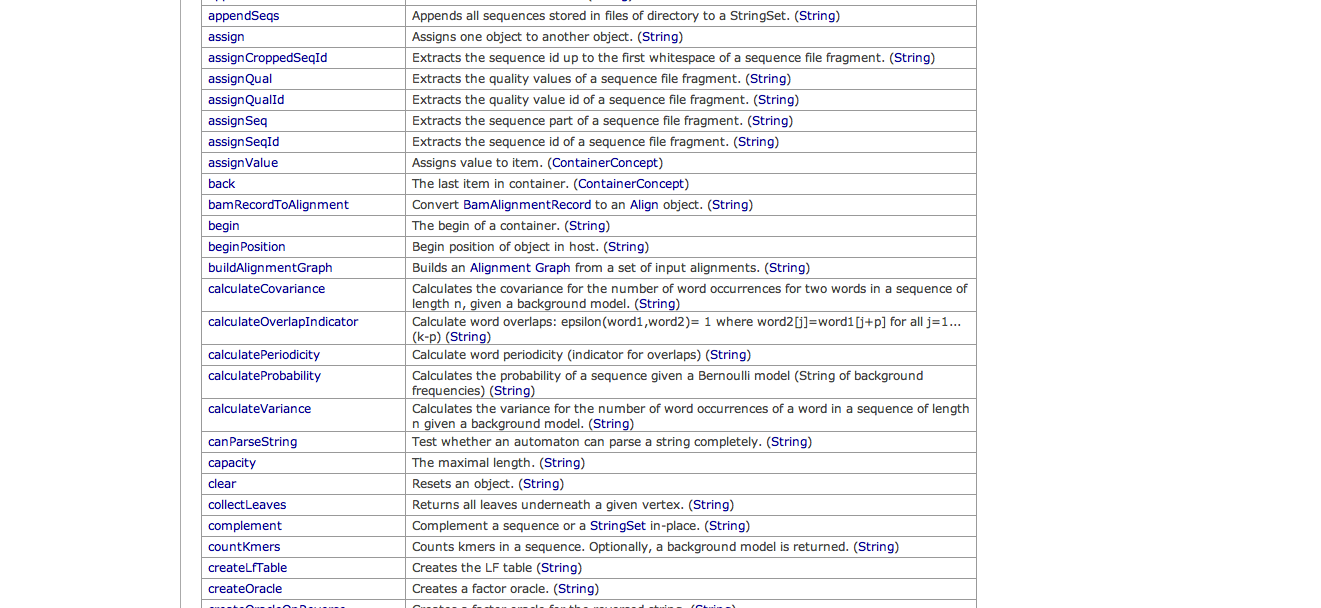 appendSeqs Appends all sequences stored in files of directory to a StringSet. (String)
assign Assigns one object to another object. (String)
assignCroppedSeqId Extracts the sequence id up to the first whitespace of a sequence file fragment. (String)
assignQual Extracts the quality values of a sequence file fragment. (String)
assignQualId Extracts the quality value id of a sequence file fragment. (String)
assignSeq Extracts the sequence part of a sequence file fragment. (String)
assignSeqId Extracts the sequence id of a sequence file fragment. (String)
assignValue Assigns value to item. (ContainerConcept)
back The last item in container. (ContainerConcept)
bamRecordToAlignment Convert BamAlignmentRecord to an Align object. (String)
begin The begin of a container. (String)
beginPosition Begin position of object in host. (String)
buildAlignmentGraph Builds an Alignment Graph from a set of input alignments. (String)
calculateCovariance Calculates the covariance for the number of word occurrences for two words in a sequence of
length n, given a background model. (String)
calculateOverlapIndicator Calculate word overlaps: epsilon(word1,word2)= 1 where word2[j]=word1[j+p] for all j=1...
(k-p) (String)
calculatePeriodicity Calculate word periodicity (indicator for overlaps) (String)
calculateProbability Calculates the probability of a sequence given a Bernoulli model (String of background
frequencies) (String)
calculateVariance Calculates the variance for the number of word occurrences of a word in a sequence of length
n given a background model. (String)
canParseString Test whether an automaton can parse a string completely. (String)
capacity The maximal length. (String)
clear Resets an object. (String)
collectLeaves Returns all leaves underneath a given vertex. (String)
complement Complement a sequence or a StringSet in-place. (String)
countKmers Counts kmers in a sequence. Optionally, a background model is returned. (String)
createLfTable Creates the LF table (String)
createOracle Creates a factor oracle. (String)